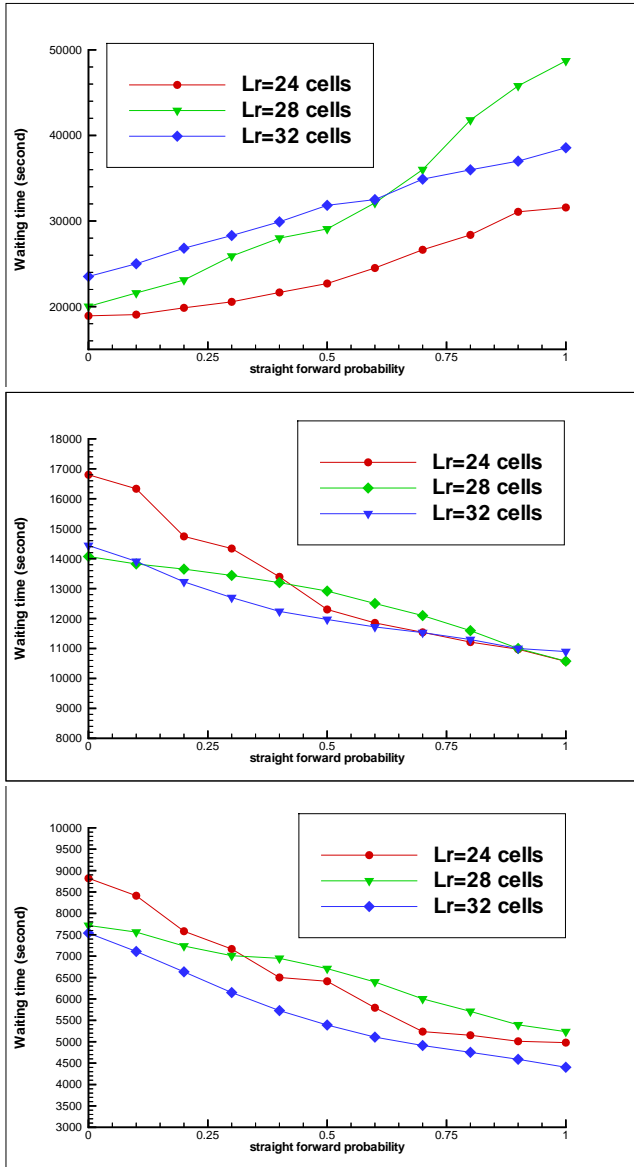 50000
40000
30000
20000
Waiting time (second)
Lr=24 cells
Lr=28 cells
Lr=32 cells
0 0.25 0.5 0.75 1
straight forward probability
18000
17000
16000
15000
14000
13000
12000
11000
10000
9000
8000
Waiting time (second)
Lr=24 cells
Lr=28 cells
Lr=32 cells
0 0.25 0.5 0.75 1
straight forward probability
10000
9500
9000
8500
8000
7500
7000
6500
6000
5500
5000
4500
4000
3500
3000
Waiting time (second)
Lr=24 cells
Lr=28 cells
Lr=32 cells
0 0.25 0.5 0.75 1
straight forward probability